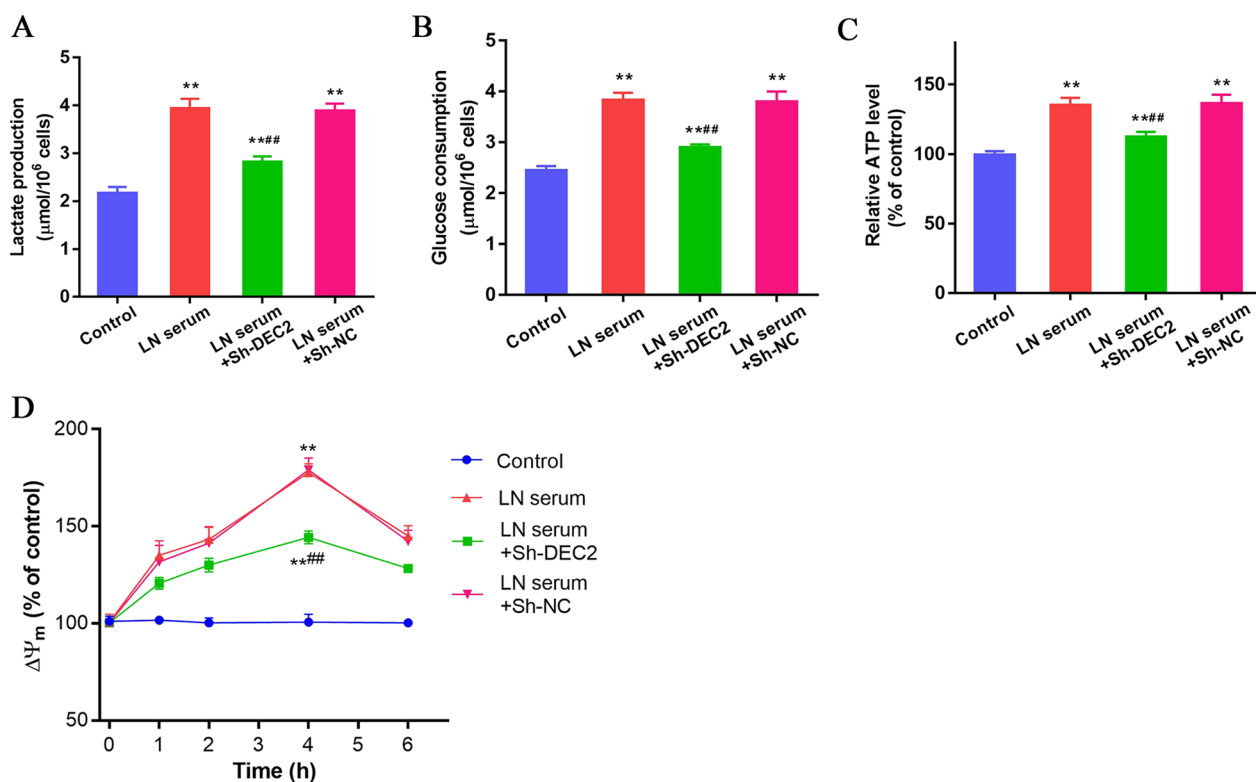 A
Lactate production
(μmol/10⁶ cells)
5
4
3
2
1
0
**
**##
**
Control
LN serum
LN serum
+Sh-DEC2
LN serum
+Sh-NC
B
Glucose consumption
(μmol/10⁶ cells)
5
4
3
2
1
0
**
**##
**
Control
LN serum
LN serum
+Sh-DEC2
LN serum
+Sh-NC
C
Relative ATP level
(% of control)
150
100
50
0
**
**##
**
Control
LN serum
LN serum
+Sh-DEC2
LN serum
+Sh-NC
D
ΔΨm (% of control)
200
150
100
50
**
**##
0 1 2 3 4 5 6
Time (h)
Control
LN serum
LN serum
+Sh-DEC2
LN serum
+Sh-NC